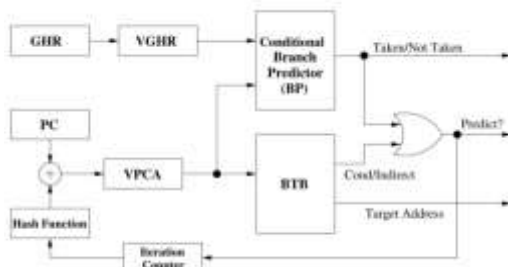 GHR
VGHR
Conditional
Branch
Predictor
(BP)
Taken/Not Taken
PC
Predict?
VPCA
BTB
Cond/Indirect
Hash Function
Target Address
Iteration
Counter